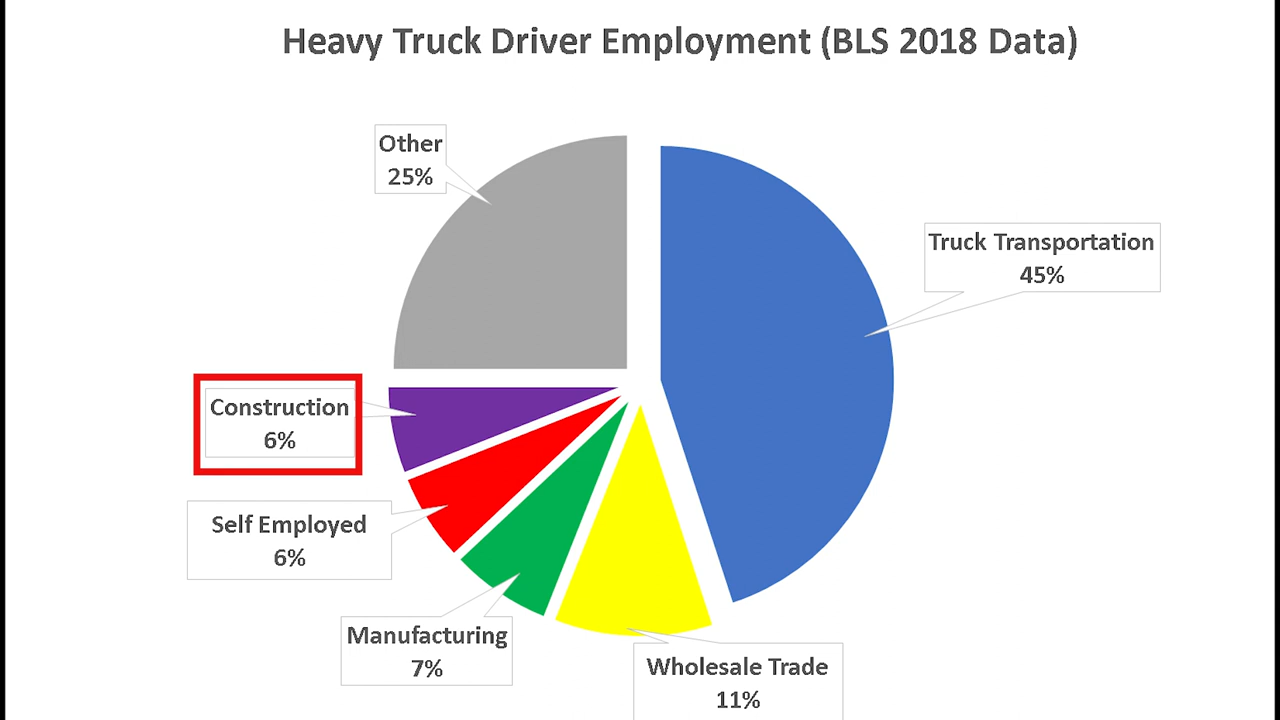 Heavy Truck Driver Employment (BLS 2018 Data)
Other
25%
Truck Transportation
45%
Construction
6%
Self Employed
6%
Manufacturing
7%
Wholesale Trade
11%